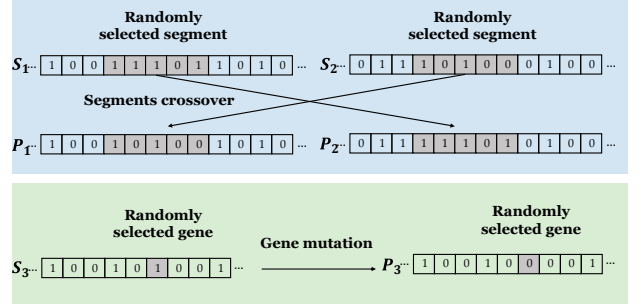 Randomly
selected segment
Randomly
selected segment
S1... 1 0 0 1 1 1 0 1 1 0 1 0 ...
S2... 0 1 1 1 0 1 0 0 0 1 0 0 ...
Segments crossover
P1... 1 0 0 1 0 1 0 0 1 0 1 0 ...
P2... 0 1 1 1 1 1 0 1 0 1 0 0 ...
Randomly
selected gene
Randomly
selected gene
Gene mutation
S3... 1 0 0 1 0 1 0 0 1 ...
P3... 1 0 0 1 0 0 0 0 1 ...